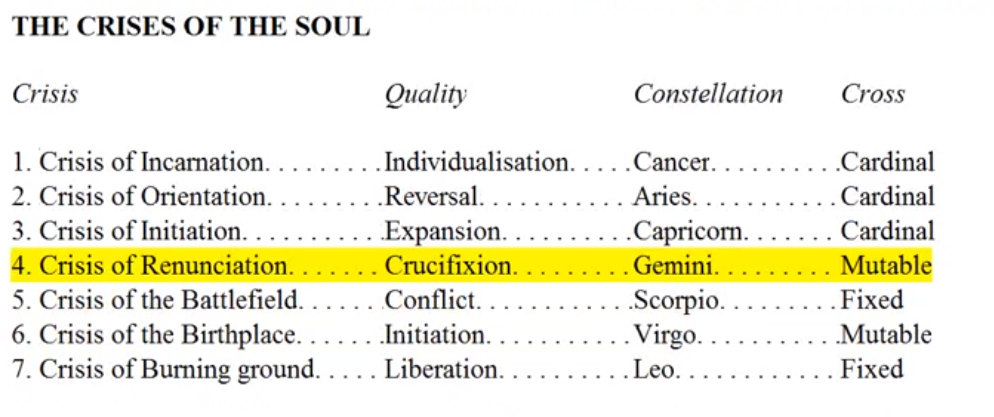 THE CRISES OF THE SOUL
Crisis Quality Constellation Cross
1. Crisis of Incarnation. . . . . . . . .Individualisation. . . . .Cancer. . . . . . . . . .Cardinal
2. Crisis of Orientation. . . . . . . . .Reversal. . . . . . . . . . . Aries. . . . . . . . . . . .Cardinal
3. Crisis of Initiation. . . . . . . . . . .Expansion. . . . . . . . . .Capricorn. . . . . . . Cardinal
4. Crisis of Renunciation. . . . . . . Crucifixion. . . . . . . . . .Gemini. . . . . . . . . . Mutable
5. Crisis of the Battlefield. . . . . . Conflict. . . . . . . . . . . . .Scorpio. . . . . . . . . Fixed
6. Crisis of the Birthplace. . . . . . .Initiation. . . . . . . . . . . .Virgo. . . . . . . . . . .Mutable
7. Crisis of Burning ground. . . . . Liberation. . . . . . . . . . .Leo. . . . . . . . . . . . Fixed